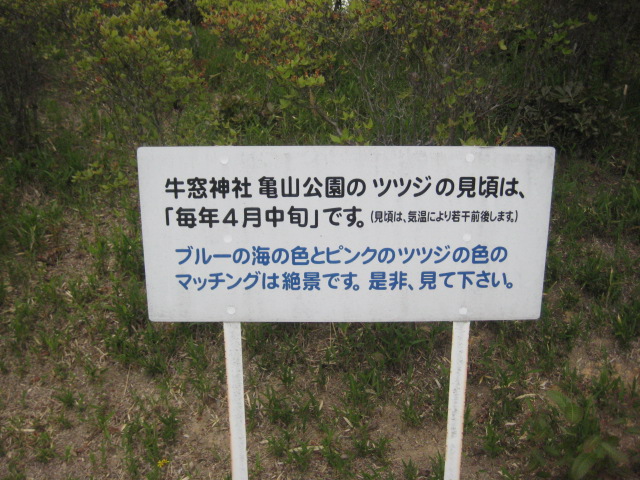 牛窓神社 亀山公園の ツツジの見頃は、
「毎年4月中旬」です。(見頃は、気温により若干前後します。)
ブルーの海の色とピンクのツツジの色の
マッチングは絶景です。是非、見て下さい。